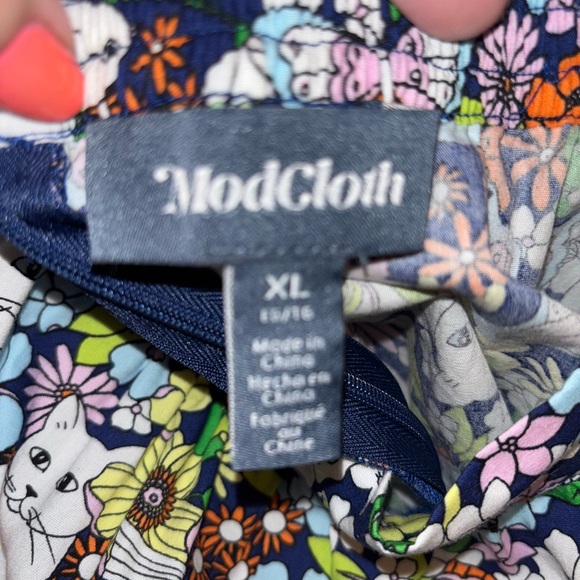 ModCloth
XL
15/16
Made in
China
Hecho en
China
Fabriqué
au
Chine